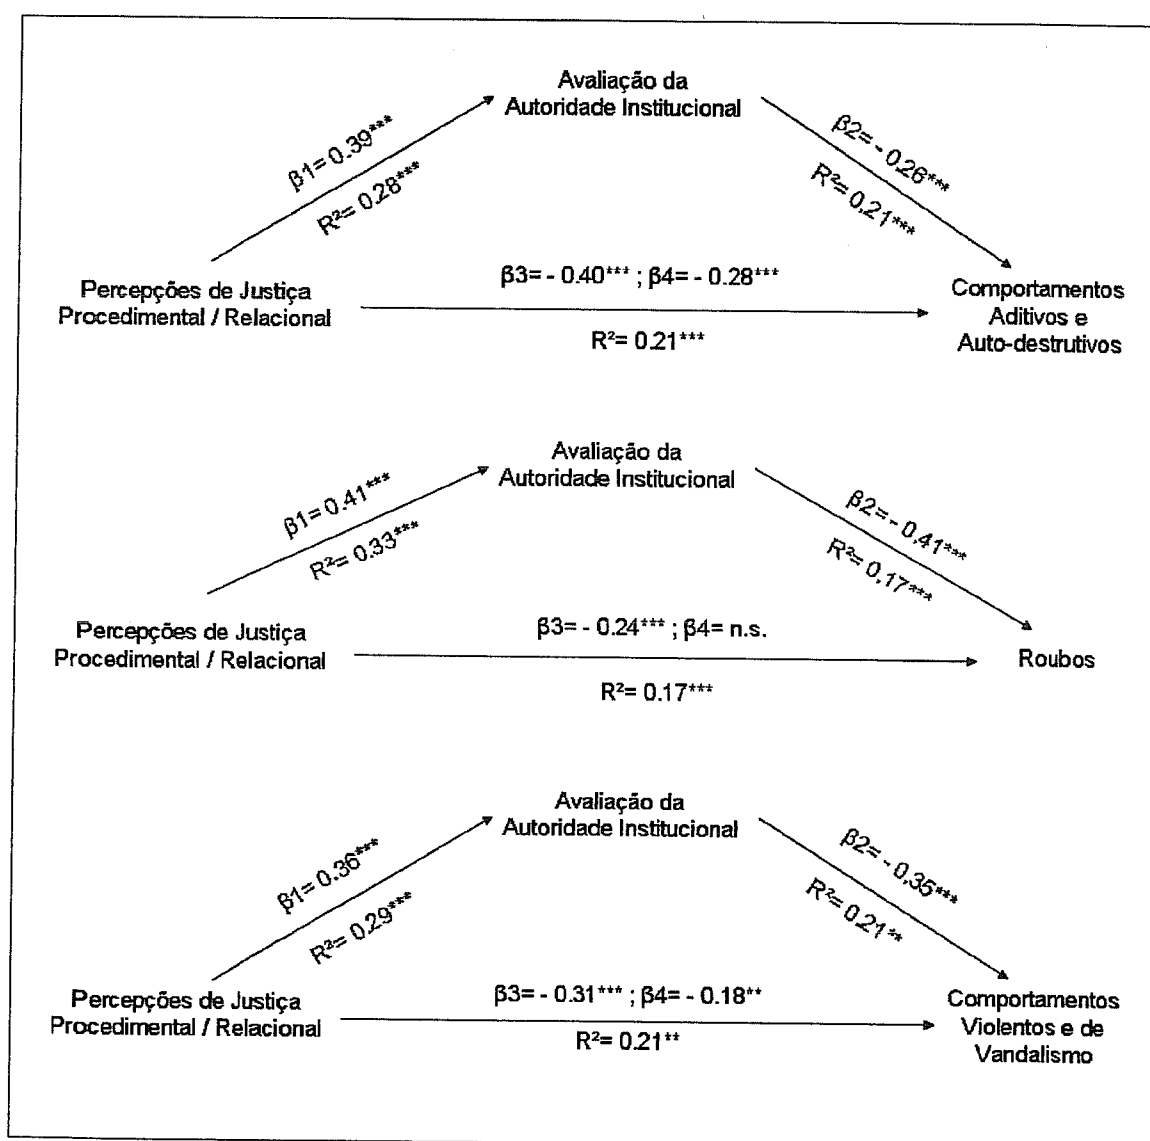 Avaliação da
Autoridade Institucional
β1= 0.39***
R²= 0.28***
β2= - 0.26***
R²= 0,21***
Percepções de Justiça
Procedimental / Relacional
β3= - 0.40*** ; β4= - 0.28***
R²= 0.21***
Comportamentos
Aditivos e
Auto-destrutivos
Avaliação da
Autoridade Institucional
β1= 0.41***
R²= 0.33***
β2= - 0,41***
R²= 0,17***
Percepções de Justiça
Procedimental / Relacional
β3= - 0.24*** ; β4= n.s.
R²= 0.17***
Roubos
Avaliação da
Autoridade Institucional
β1= 0.36***
R²= 0.29***
β2= - 0,35***
R²= 0.21**
Percepções de Justiça
Procedimental / Relacional
β3= - 0.31*** ; β4= - 0.18**
R²= 0.21**
Comportamentos
Violentos e de
Vandalismo